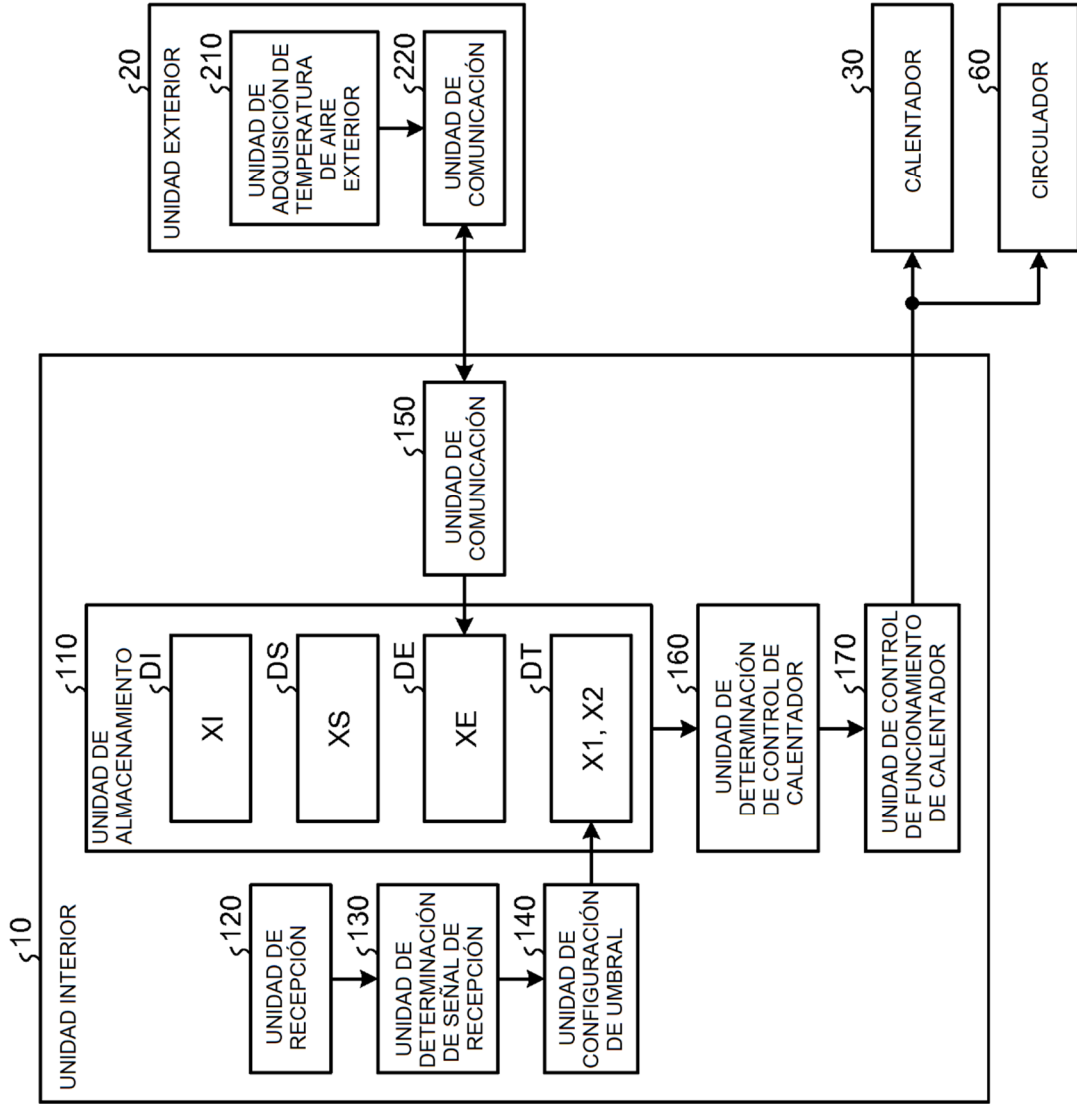 10
UNIDAD INTERIOR
120
UNIDAD DE
RECEPCIÓN
130
UNIDAD DE
DETERMINACIÓN
DE SEÑAL DE
RECEPCIÓN
140
UNIDAD DE
CONFIGURACIÓN
DE UMBRAL
110
UNIDAD DE
ALMACENAMIENTO
DI
XI
DS
XS
DE
XE
DT
X1, X2
160
UNIDAD DE
DETERMINACIÓN
DE CONTROL DE
CALENTADOR
170
UNIDAD DE CONTROL
DE FUNCIONAMIENTO
DE CALENTADOR
150
UNIDAD DE
COMUNICACIÓN
20
UNIDAD EXTERIOR
210
UNIDAD DE
ADQUISICIÓN DE
TEMPERATURA
DE AIRE
EXTERIOR
220
UNIDAD DE
COMUNICACIÓN
30
CALENTADOR
60
CIRCULADOR